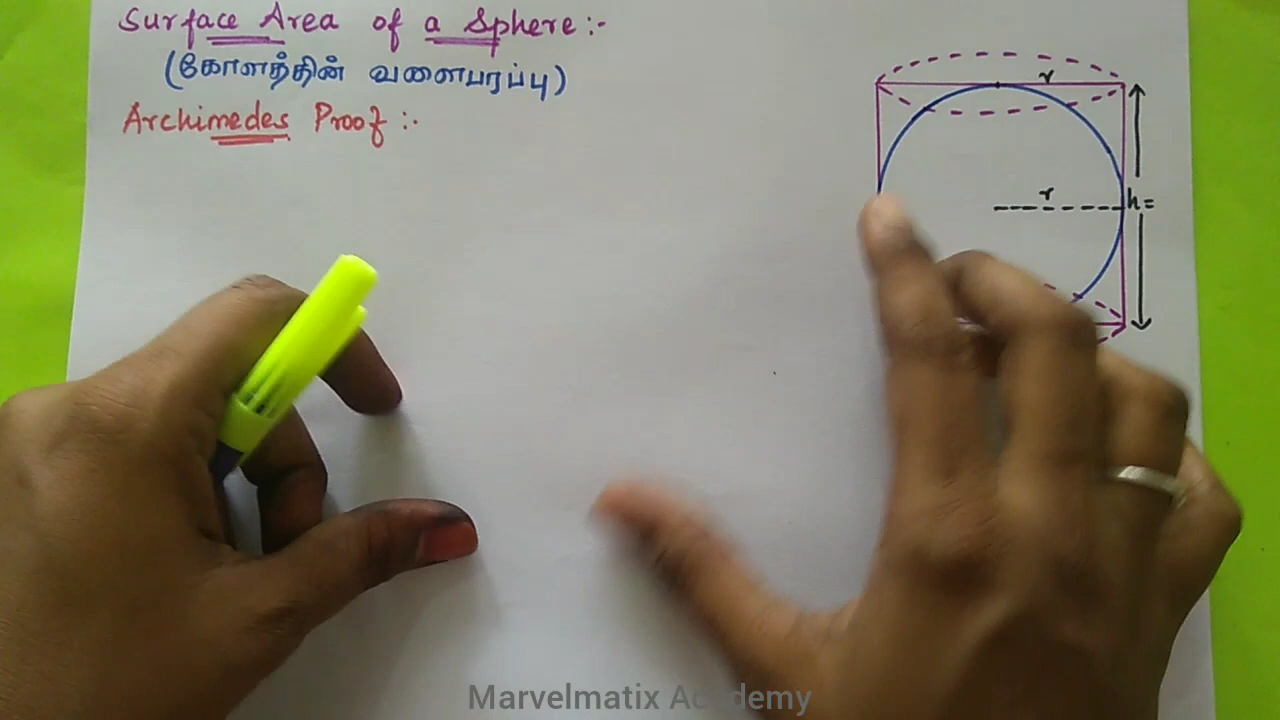 Surface Area of a Sphere:-
(கோளத்தின் வளைபரப்பு)
Archimedes Proof :-
r
r
h =
Marvelmatix Academy